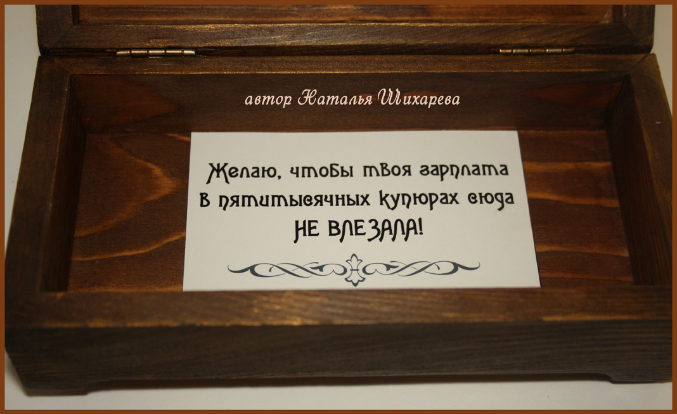 автор Наталья Шихарева
Желаю, чтобы твоя зарплата
в пятитысячных купюрах сюда
НЕ ВЛЕЗАЛА!